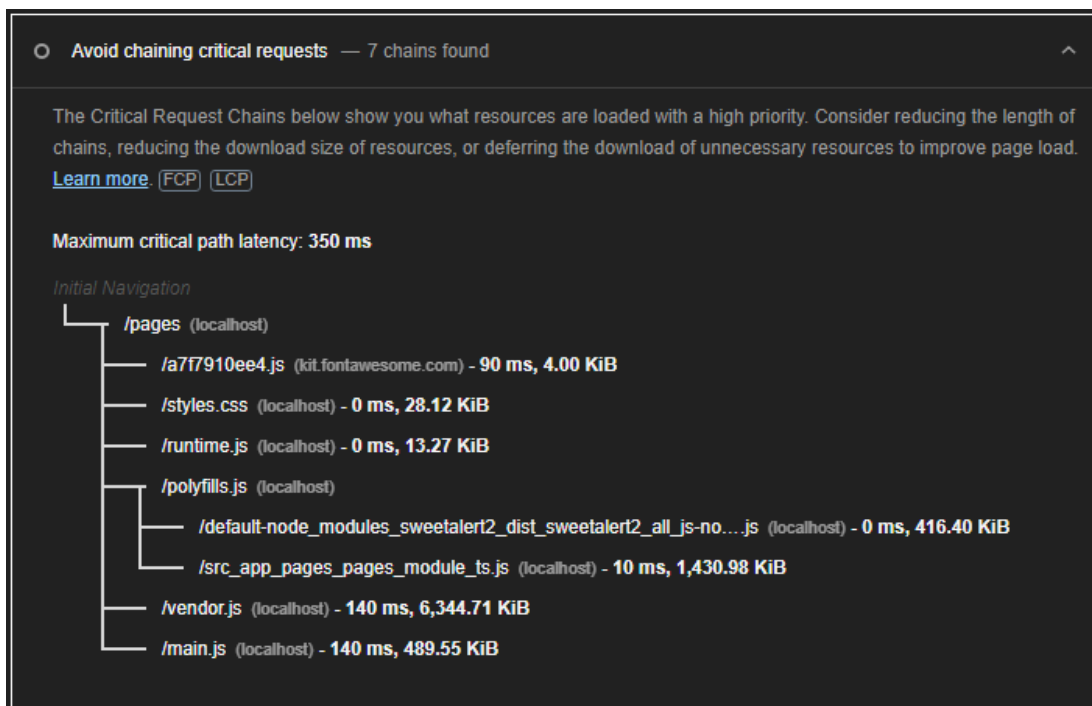 Avoid chaining critical requests — 7 chains found
The Critical Request Chains below show you what resources are loaded with a high priority. Consider reducing the length of
chains, reducing the download size of resources, or deferring the download of unnecessary resources to improve page load.
Learn more. FCP LCP
Maximum critical path latency: 350 ms
Initial Navigation
/pages (localhost)
/a7f7910ee4.js (kit.fontawesome.com) - 90 ms, 4.00 KiB
/styles.css (localhost) - 0 ms, 28.12 KiB
/runtime.js (localhost) - 0 ms, 13.27 KiB
/polyfills.js (localhost)
/default-node_modules_sweetalert2_dist_sweetalert2_all_js-no....js (localhost) - 0 ms, 416.40 KiB
/src_app_pages_pages_module_ts.js (localhost) - 10 ms, 1,430.98 KiB
/vendor.js (localhost) - 140 ms, 6,344.71 KiB
/main.js (localhost) - 140 ms, 489.55 KiB